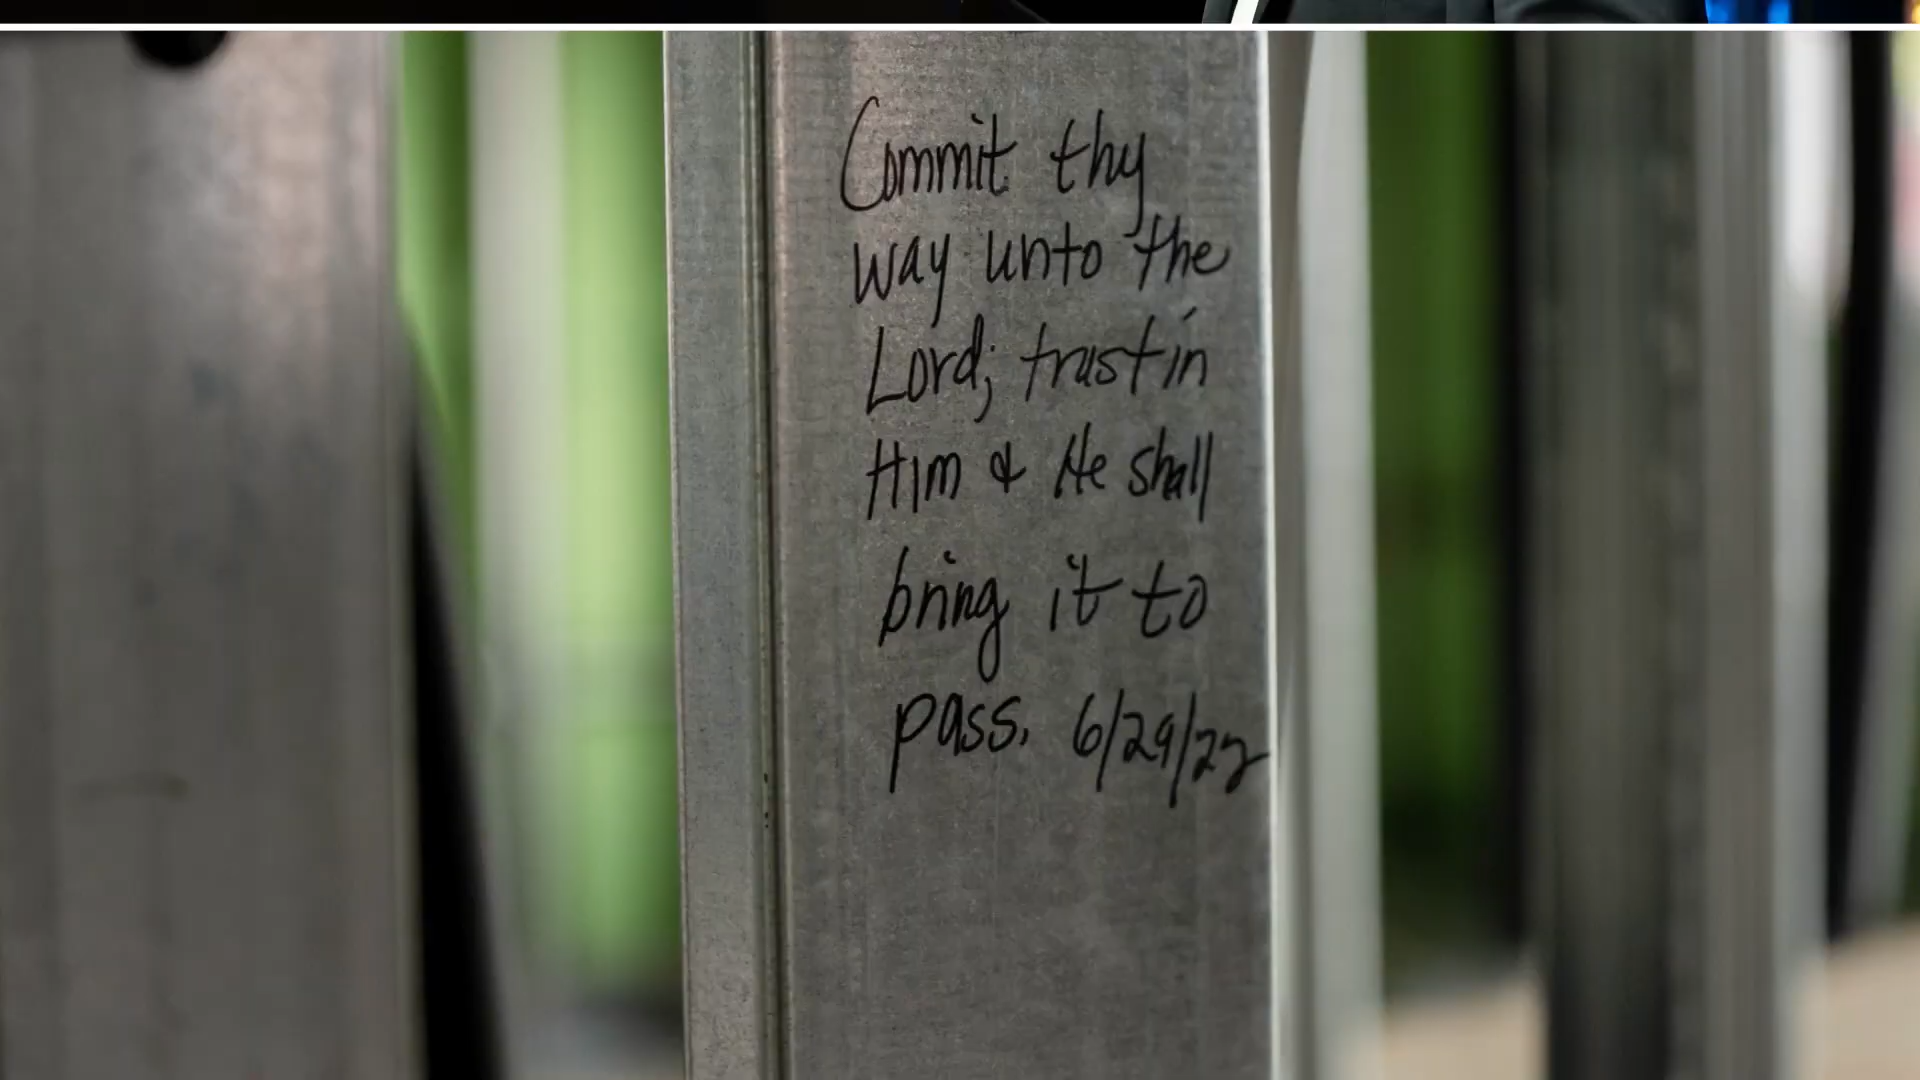 Commit thy
way unto the
Lord; trust in
Him & He shall
bring it to
pass. 6/29/22